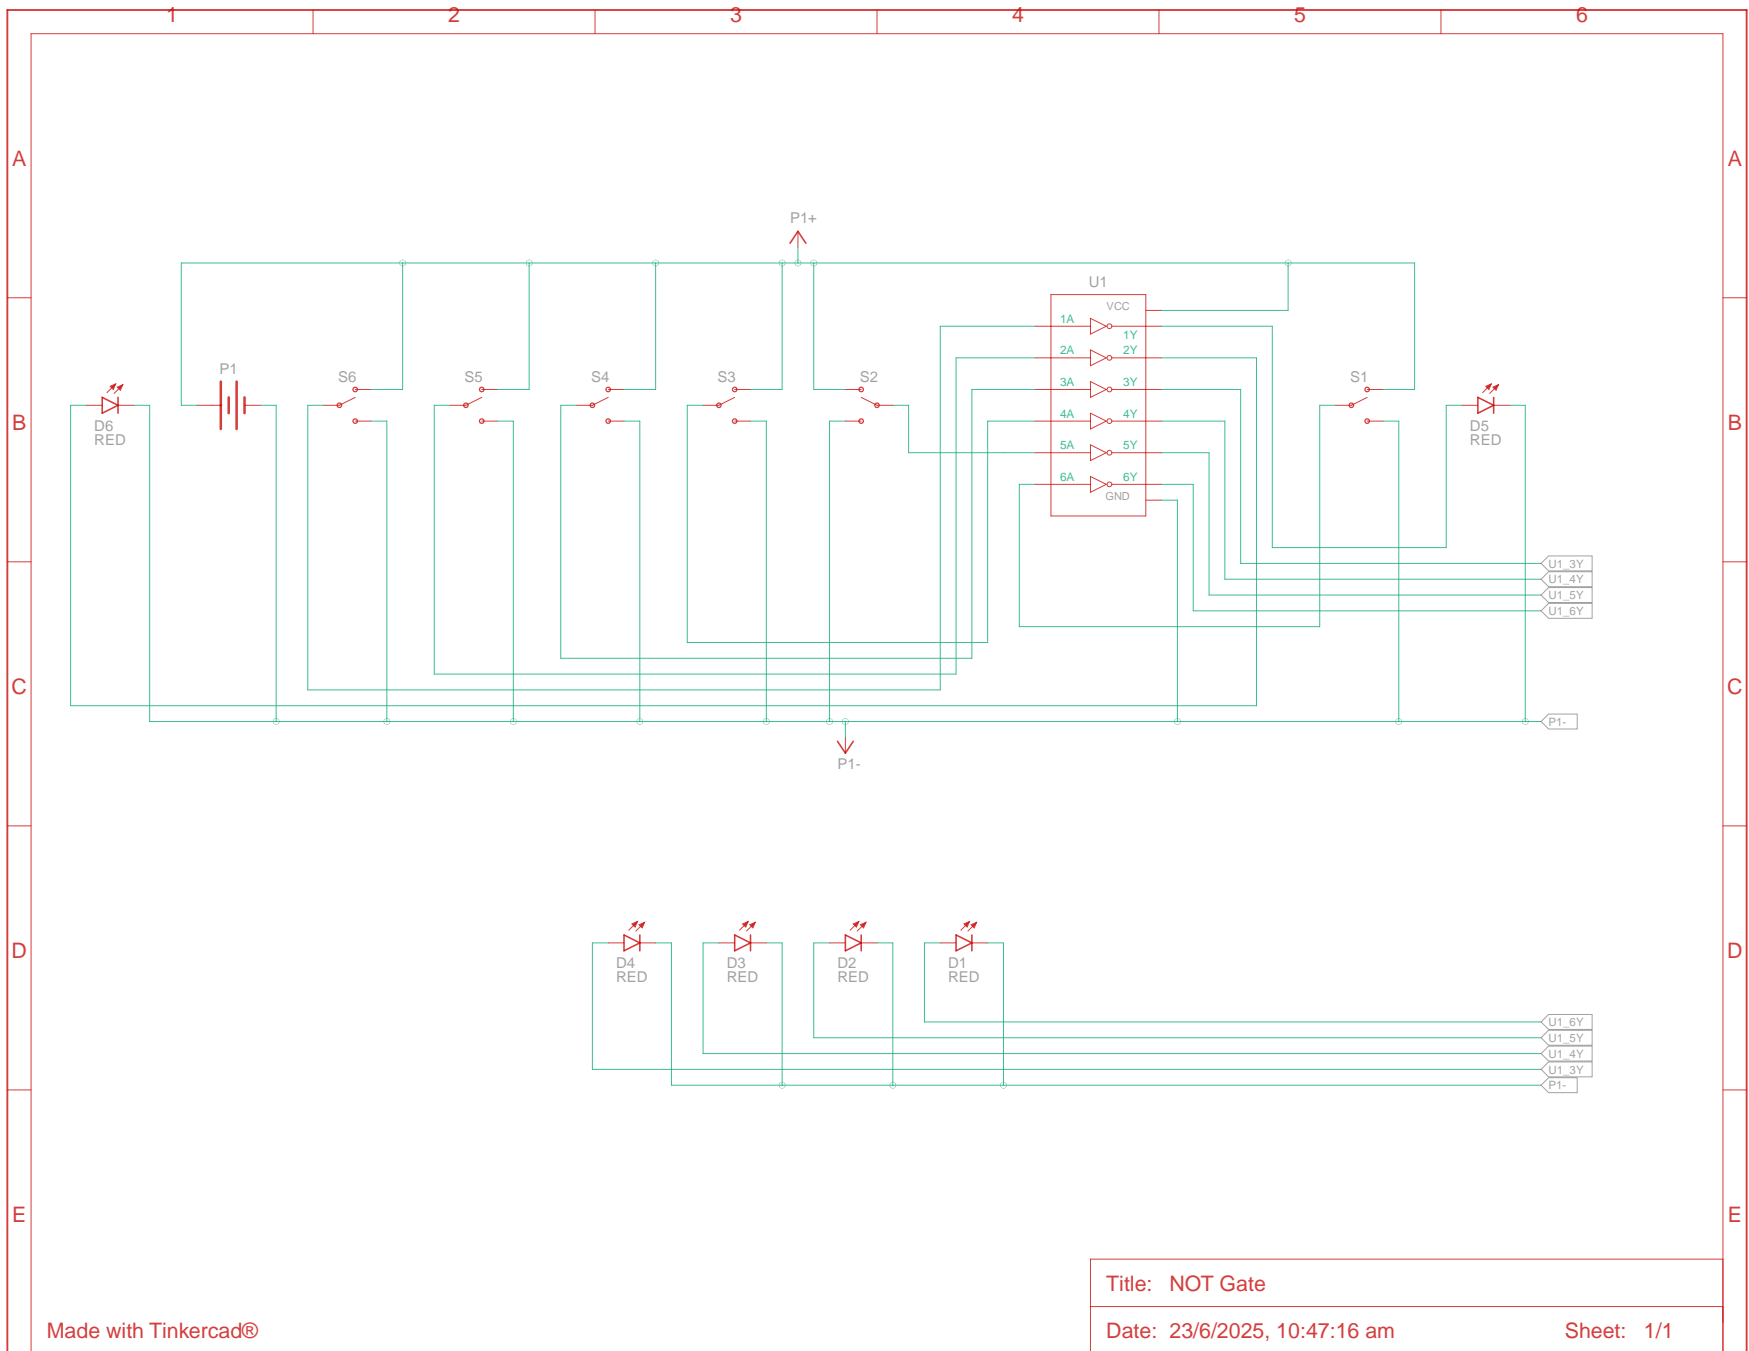 1 2 3 4 5 6
A A
P1+
U1
VCC
1A 1Y
2A 2Y
P1 S6 S5 S4 S3 S2 3A 3Y S1
B D6 4A 4Y D5 B
RED RED
5A 5Y
6A 6Y
GND
U1_3Y
U1_4Y
U1_5Y
U1_6Y
C C
P1-
P1-
D D4 D3 D2 D1 D
RED RED RED RED
U1_6Y
U1_5Y
U1_4Y
U1_3Y
P1-
E E
Title: NOT Gate
Made with Tinkercad® Date: 23/6/2025, 10:47:16 am Sheet: 1/1